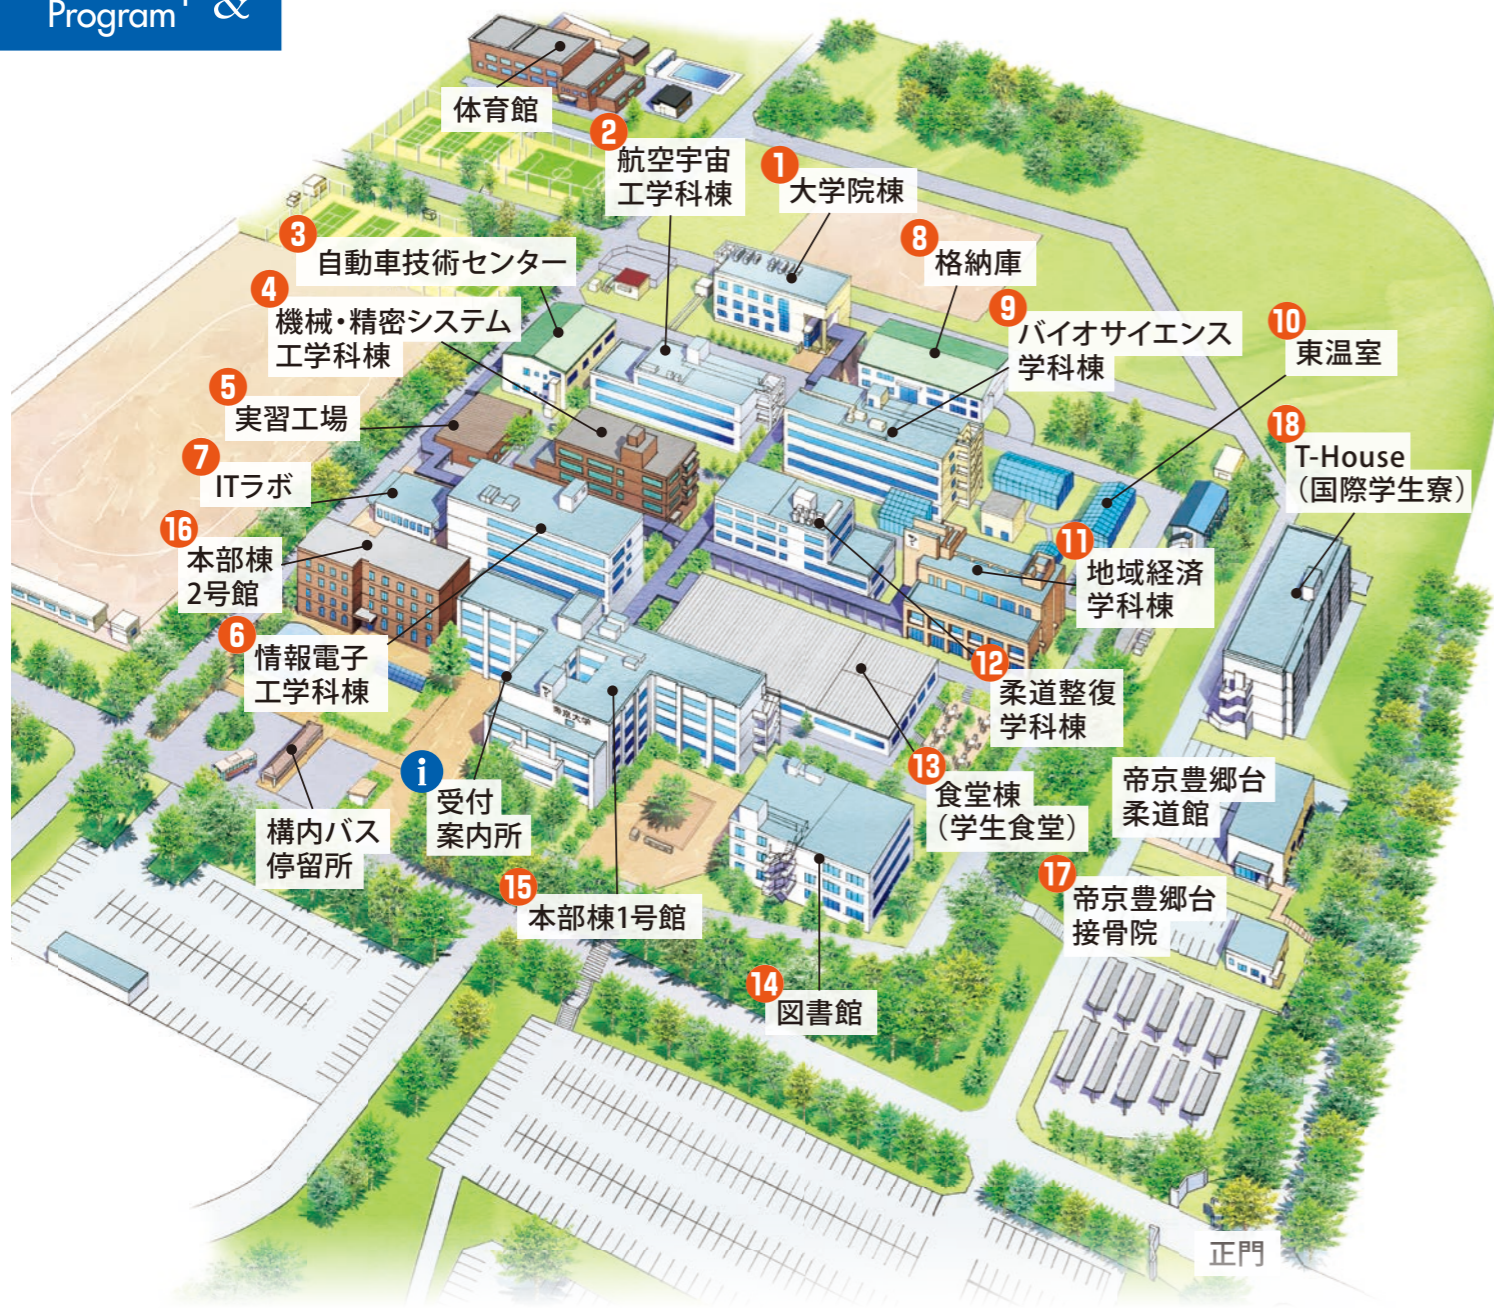 Program &
体育館
2
航空宇宙
工学科棟
1
大学院棟
3
自動車技術センター
8
格納庫
4
機械・精密システム
工学科棟
9
バイオサイエンス
学科棟
10
東温室
5
実習工場
18
T-House
（国際学生寮）
7
ITラボ
16
本部棟
2号館
11
地域経済
学科棟
6
情報電子
工学科棟
12
柔道整復
学科棟
帝京大学
i
受付
案内所
13
食堂棟
（学生食堂）
帝京豊郷台
柔道館
構内バス
停留所
15
本部棟1号館
17
帝京豊郷台
接骨院
14
図書館
正門